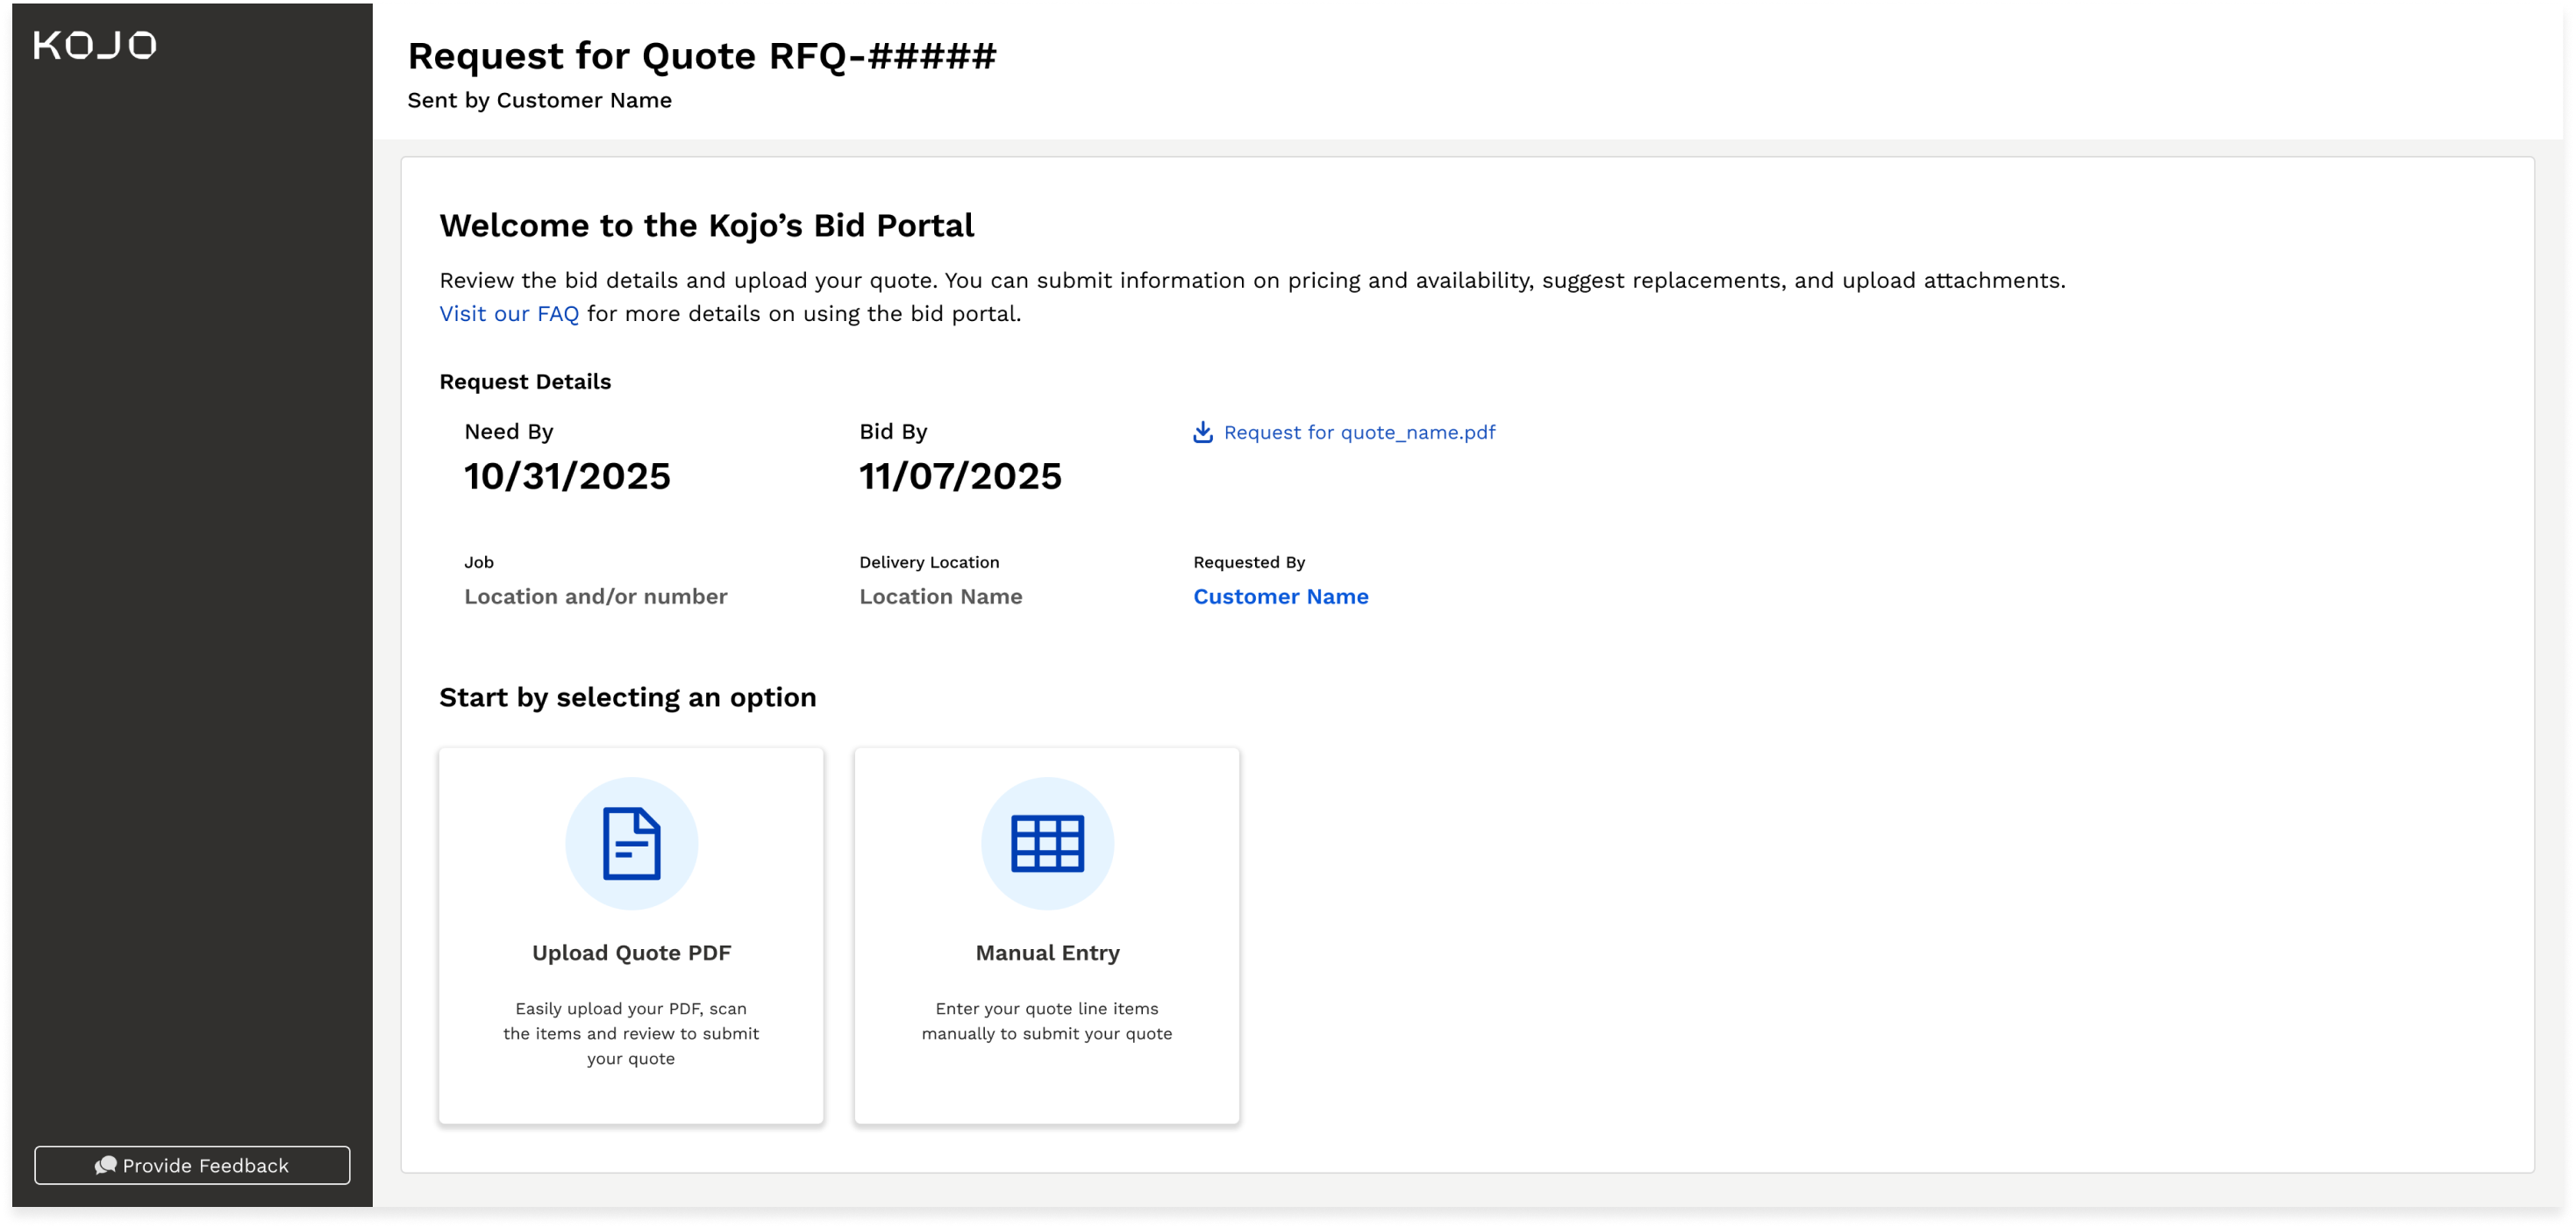 KOJO
Request for Quote RFQ-#####
Sent by Customer Name
Welcome to the Kojo’s Bid Portal
Review the bid details and upload your quote. You can submit information on pricing and availability, suggest replacements, and upload attachments.
Visit our FAQ for more details on using the bid portal.
Request Details
Need By
10/31/2025
Bid By
11/07/2025
Request for quote_name.pdf
Job
Location and/or number
Delivery Location
Location Name
Requested By
Customer Name
Start by selecting an option
Upload Quote PDF
Easily upload your PDF, scan
the items and review to submit
your quote
Manual Entry
Enter your quote line items
manually to submit your quote
Provide Feedback